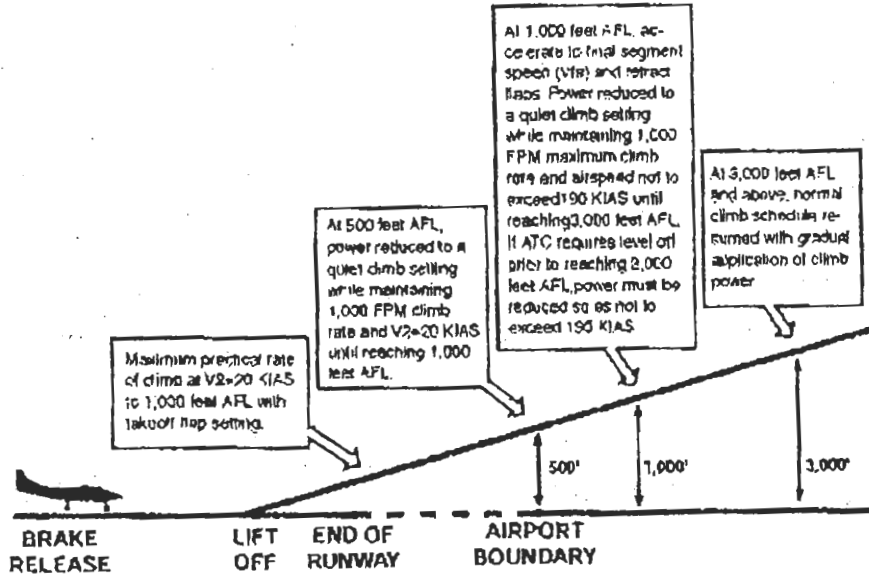 Maximum practical rate
of climb at V2=20 KIAS
to 1,000 feet AFL with
takeoff flap setting.
At 500 feet AFL,
power reduced to a
quiet climb setting
while maintaining
1,000 FPM climb
rate and V2=20 KIAS
until reaching 1,000
feet AFL.
At 1,000 feet AFL, ac-
celerate to final segment
speed (Vfs) and retract
flaps. Power reduced to
a quiet climb setting
while maintaining 1,000
FPM maximum climb
rate and airspeed not to
exceed 190 KIAS until
reaching 3,000 feet AFL.
If ATC requires level off
prior to reaching 3,000
feet AFL, power must be
reduced so as not to
exceed 190 KIAS
At 3,000 feet AFL
and above, normal
climb schedule re-
sumed with gradual
application of climb
power
500'
1,000'
3,000'
BRAKE
RELEASE
LIFT
OFF
END OF
RUNWAY
AIRPORT
BOUNDARY